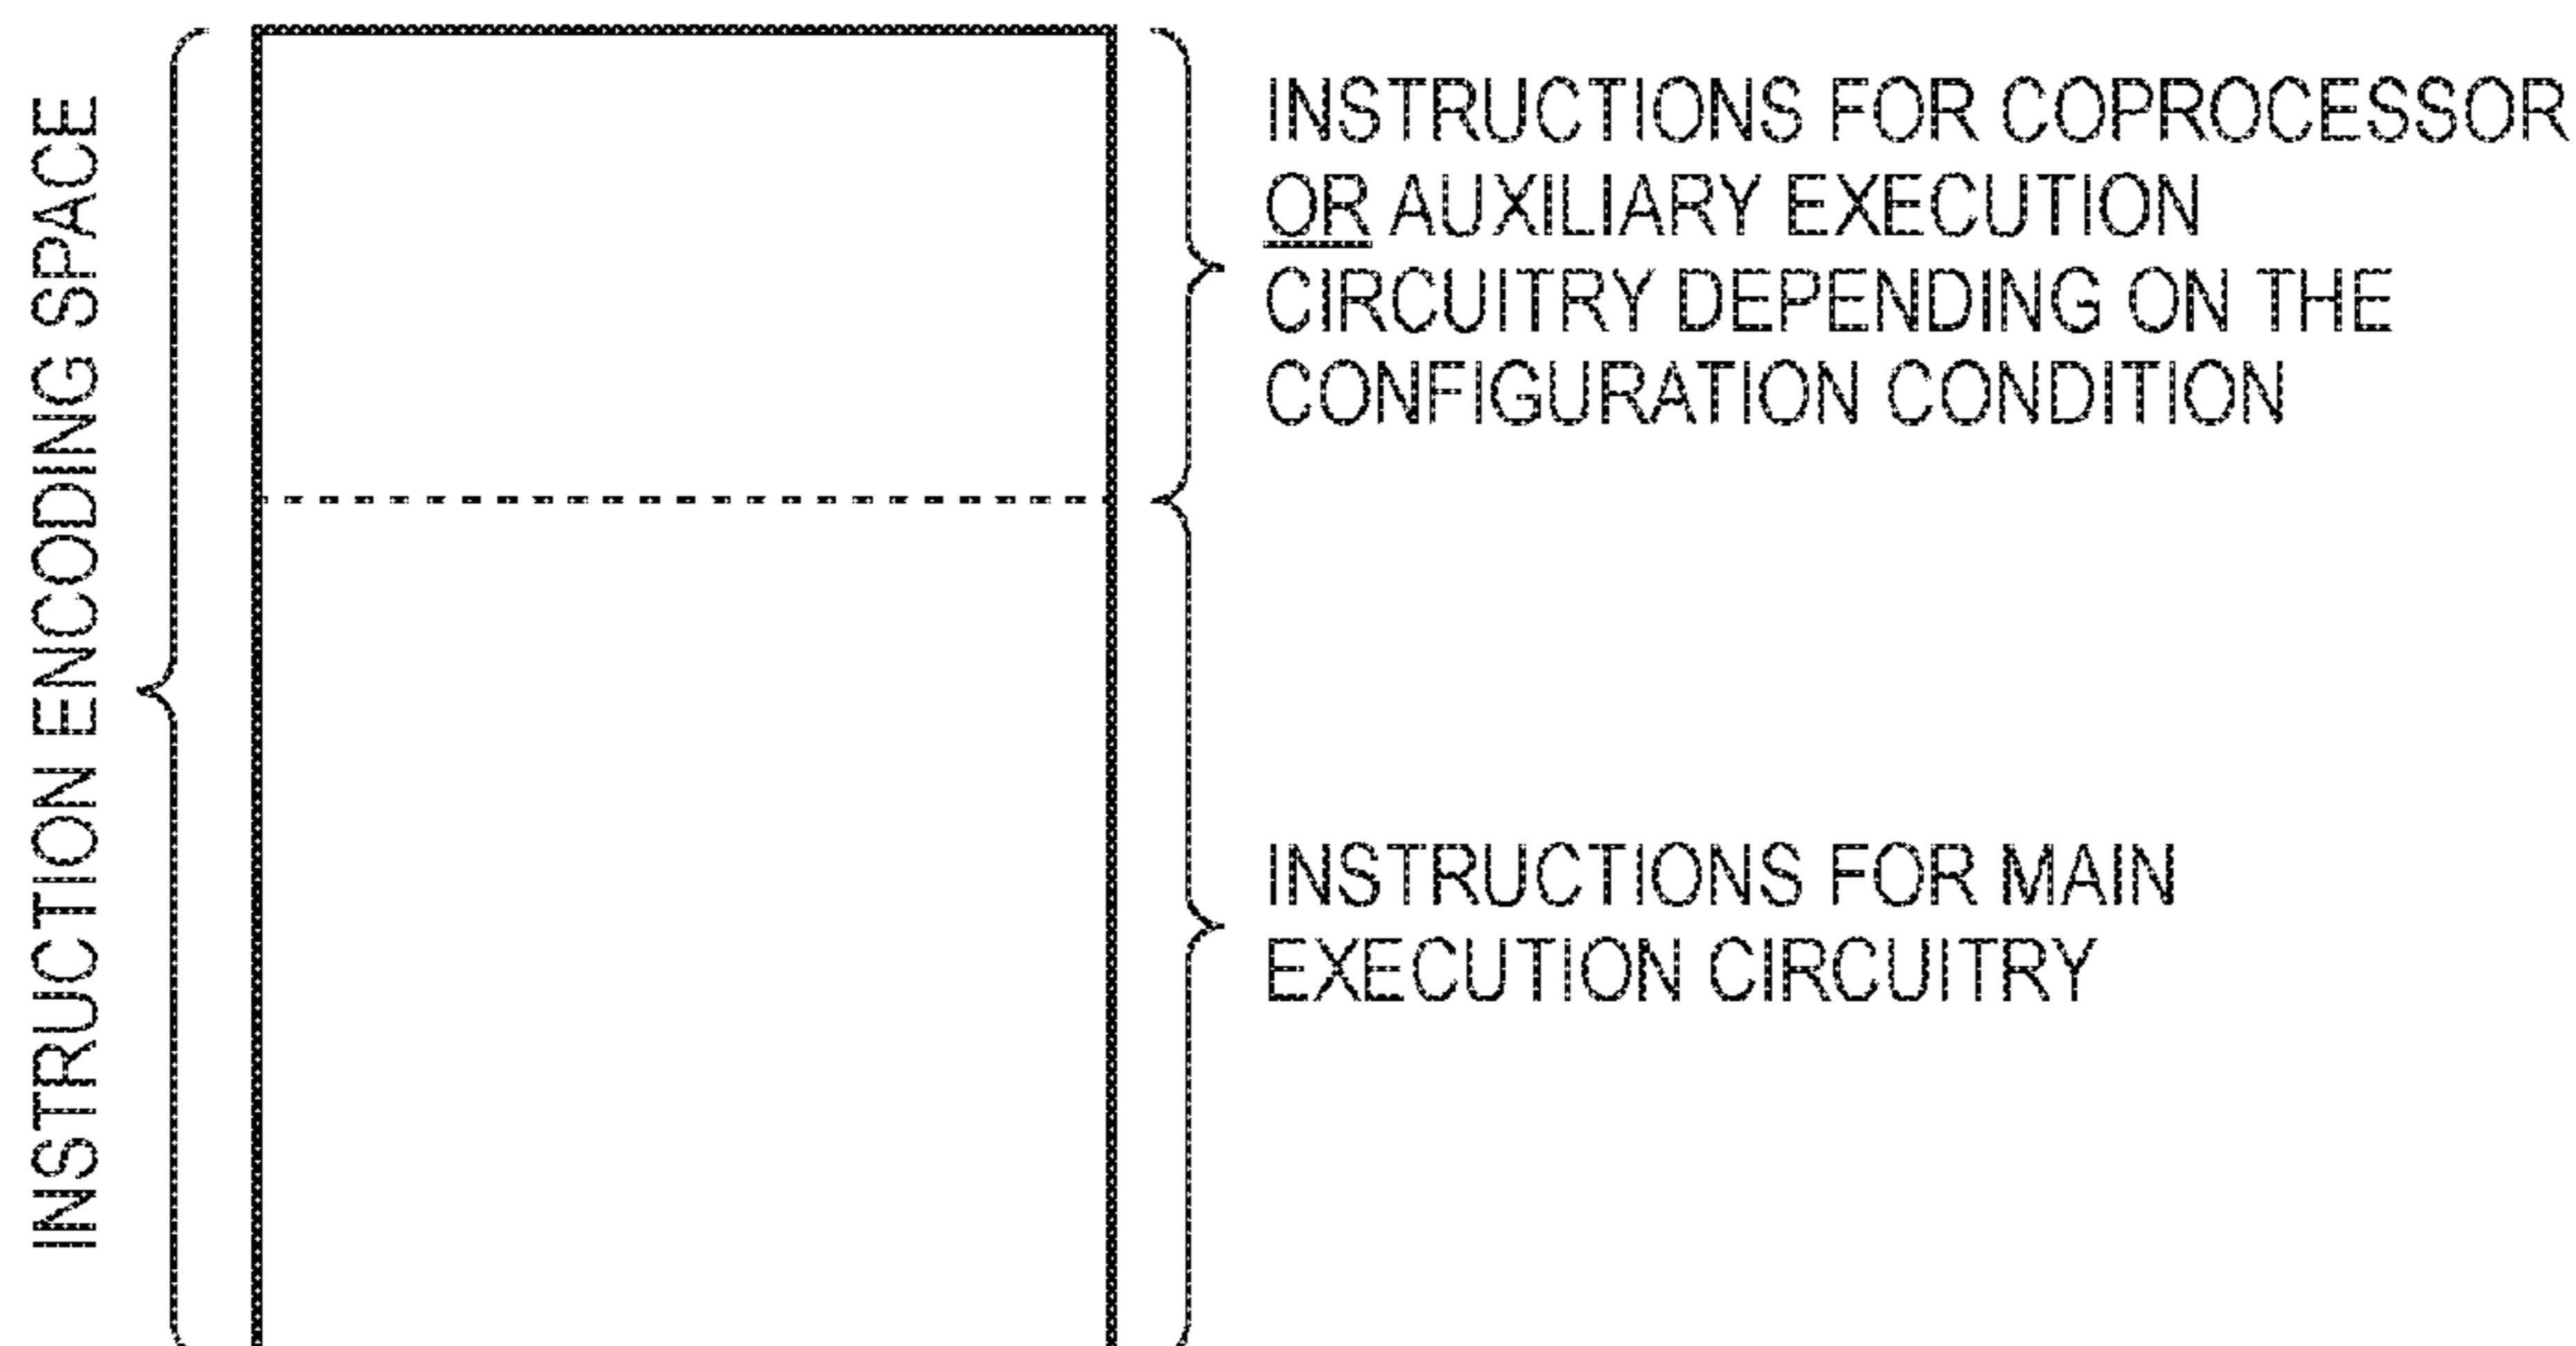 INSTRUCTION ENCODING SPACE
INSTRUCTIONS FOR COPROCESSOR
OR AUXILIARY EXECUTION
CIRCUITRY DEPENDING ON THE
CONFIGURATION CONDITION
INSTRUCTIONS FOR MAIN
EXECUTION CIRCUITRY